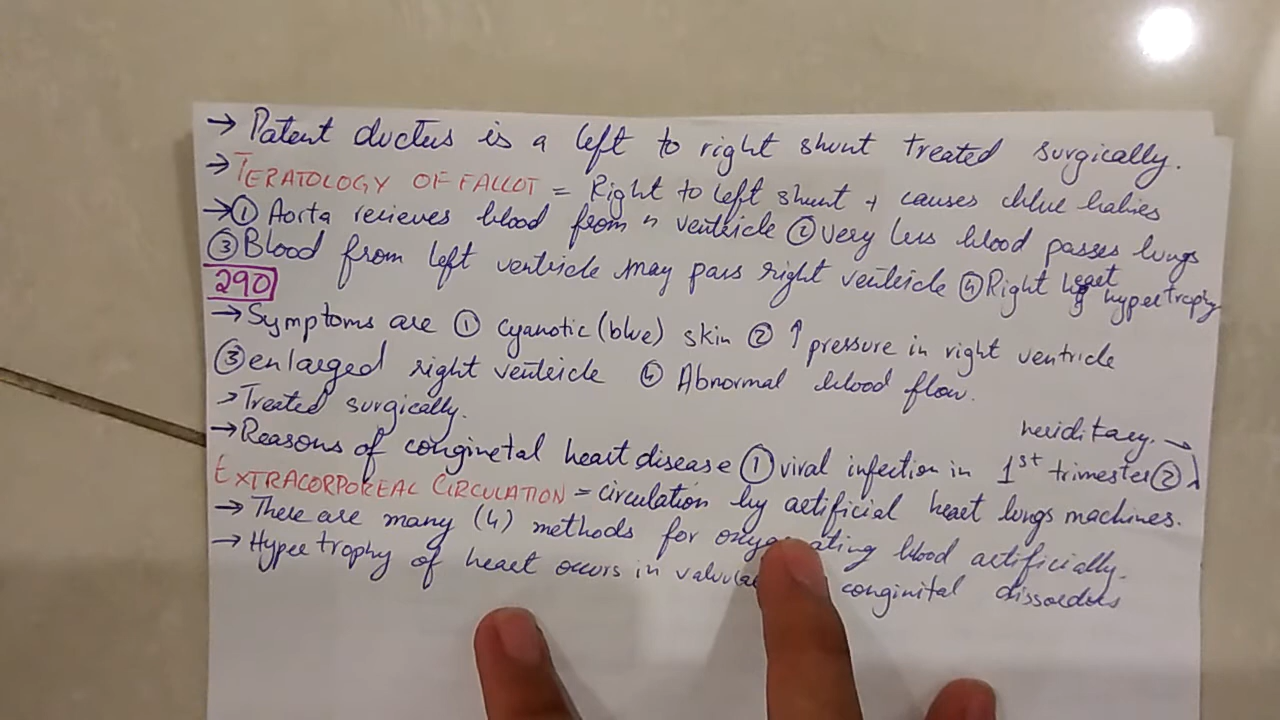 → Patent ductus is a left to right shunt treated surgically.
→ TERATOLOGY OF FALLOT = Right to left shunt + causes blue babies
→ ① Aorta recieves blood from " ventricle ② very less blood passes lungs
③ Blood from left ventricle may pass right ventricle ④ Right heart hypertrophy
290
→ Symptoms are ① cyanotic (blue) skin ② ↑ pressure in right ventricle
③ enlarged right ventricle ④ Abnormal blood flow.
→ Treated surgically.
→ Reasons of conginetal heart disease ① viral infection in 1st trimester ② heriditary.
EXTRACORPOREAL CIRCULATION = circulation by artificial heart lungs machines.
→ There are many (4) methods for blood artificially.
→ Hypertrophy of heart occurs in conginital dissordors